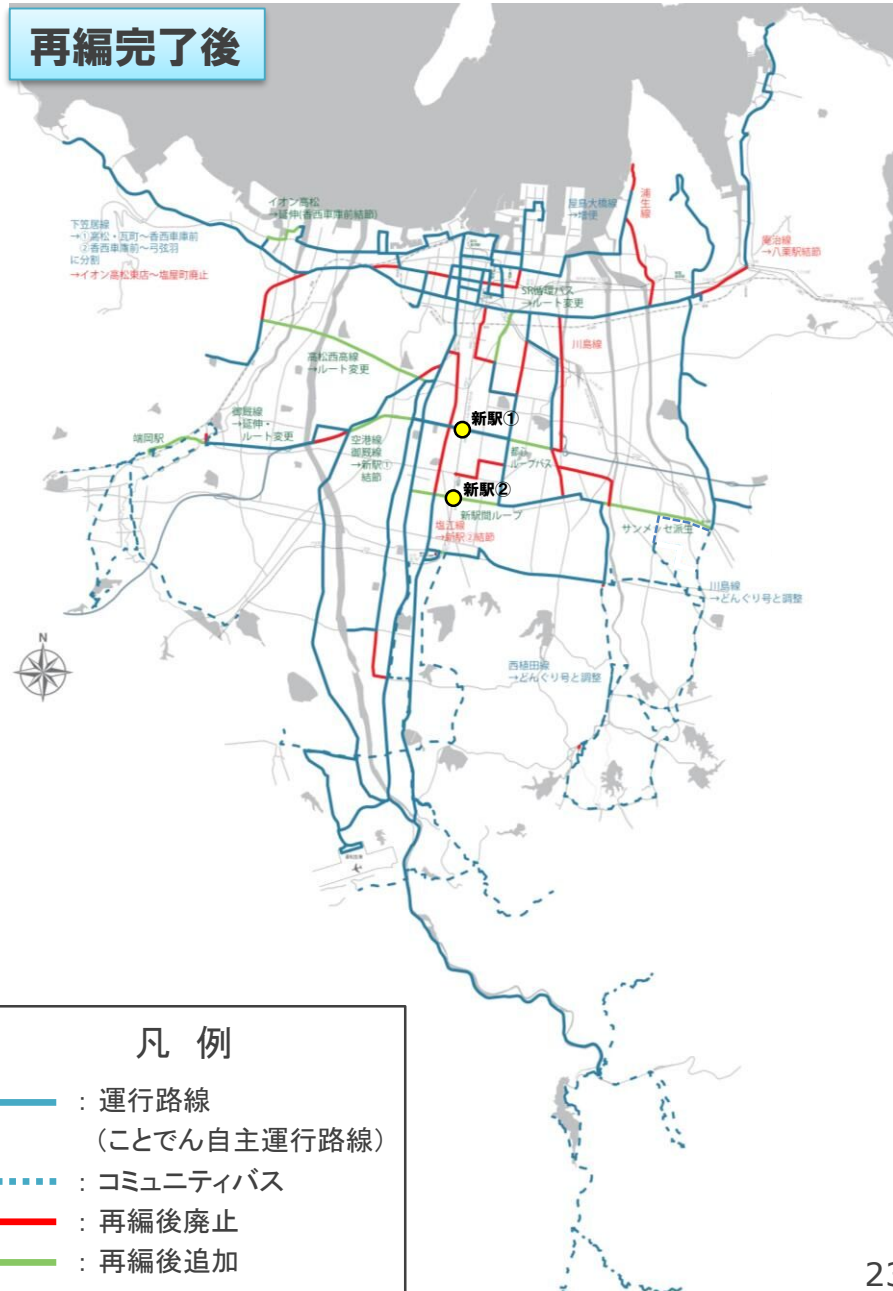 再編完了後
イオン高松
→延伸(香西車庫前結節)
下笠居線
→①高松・瓦町～香西車庫前
②香西車庫前～弓弦羽
に分割
→イオン高松東店～塩屋町廃止
屋島大橋線
→増便
浦生線
庵治線
→八栗駅結節
SR循環バス
→ルート変更
川島線
高松西高線
→ルート変更
御厩線
→延伸・
ルート変更
端岡駅
空港線
御厩線
→新駅①
結節
新駅①
ループバス
新駅②
新駅間ループ
塩江線
→新駅②結節
サンメッセ派生
川島線
→どんぐり号と調整
西植田線
→どんぐり号と調整
N
凡 例
：運行路線
（ことでん自主運行路線）
：コミュニティバス
：再編後廃止
：再編後追加
23